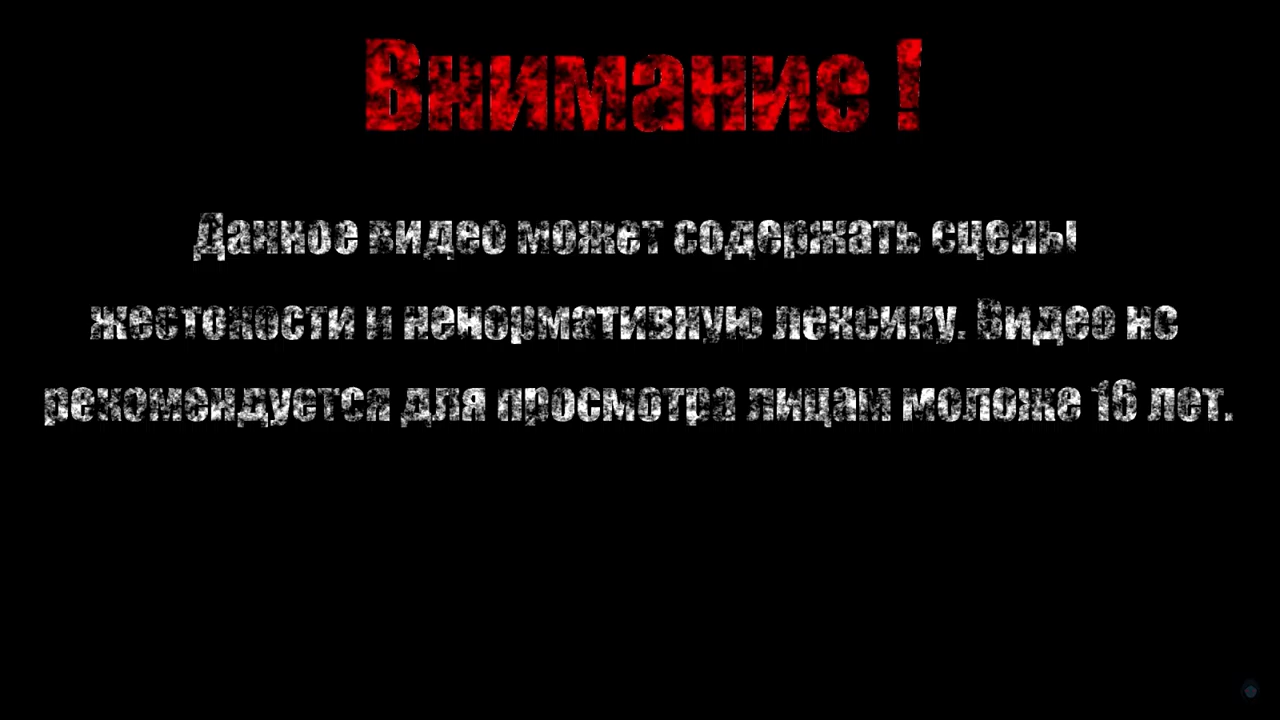 Внимание !
Данное видео может содержать сцены
жестокости и ненормативную лексику. Видео не
рекомендуется для просмотра лицам моложе 16 лет.